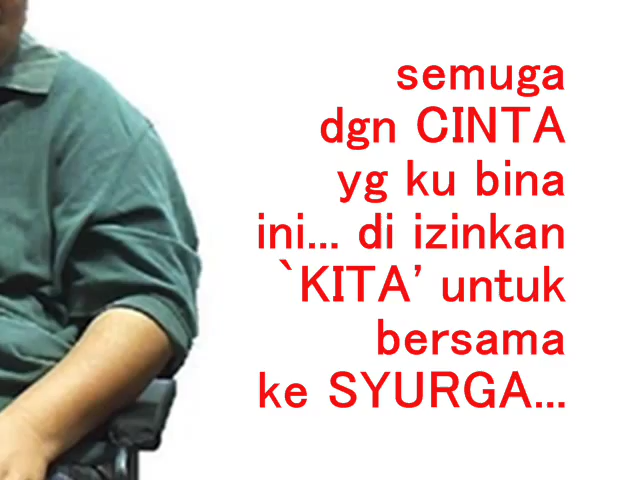 semuga
dgn CINTA
yg ku bina
ini... di izinkan
`KITA' untuk
bersama
ke SYURGA...